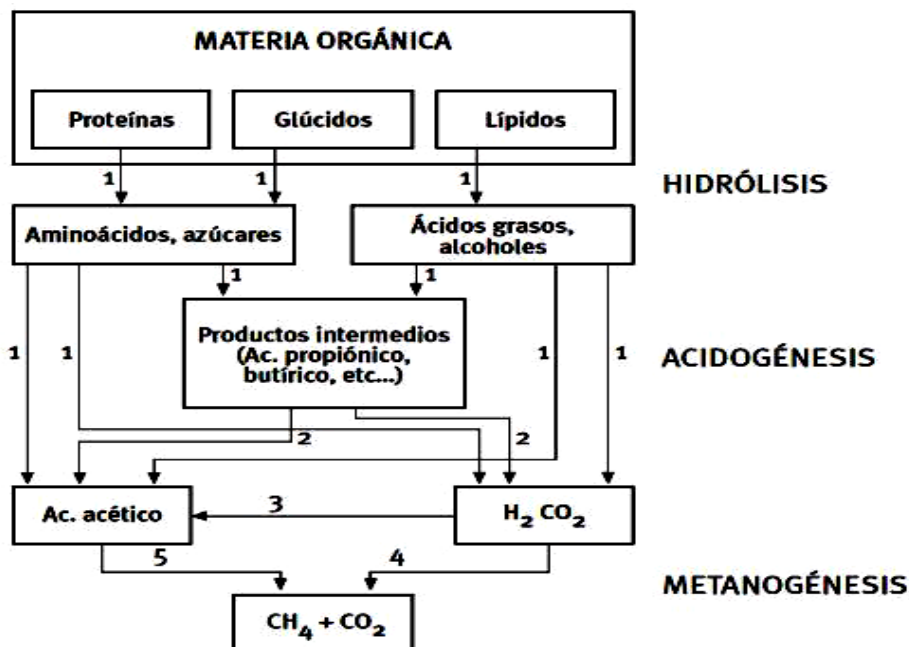 MATERIA ORGÁNICA
Proteínas
Glúcidos
Lípidos
1
1
1
HIDRÓLISIS
Aminoácidos, azúcares
Ácidos grasos,
alcoholes
1
1
1
1
Productos intermedios
(Ac. propiónico,
butírico, etc...)
1
1
ACIDOGÉNESIS
2
2
Ac. acético
3
H₂ CO₂
5
4
METANOGÉNESIS
CH₄ + CO₂